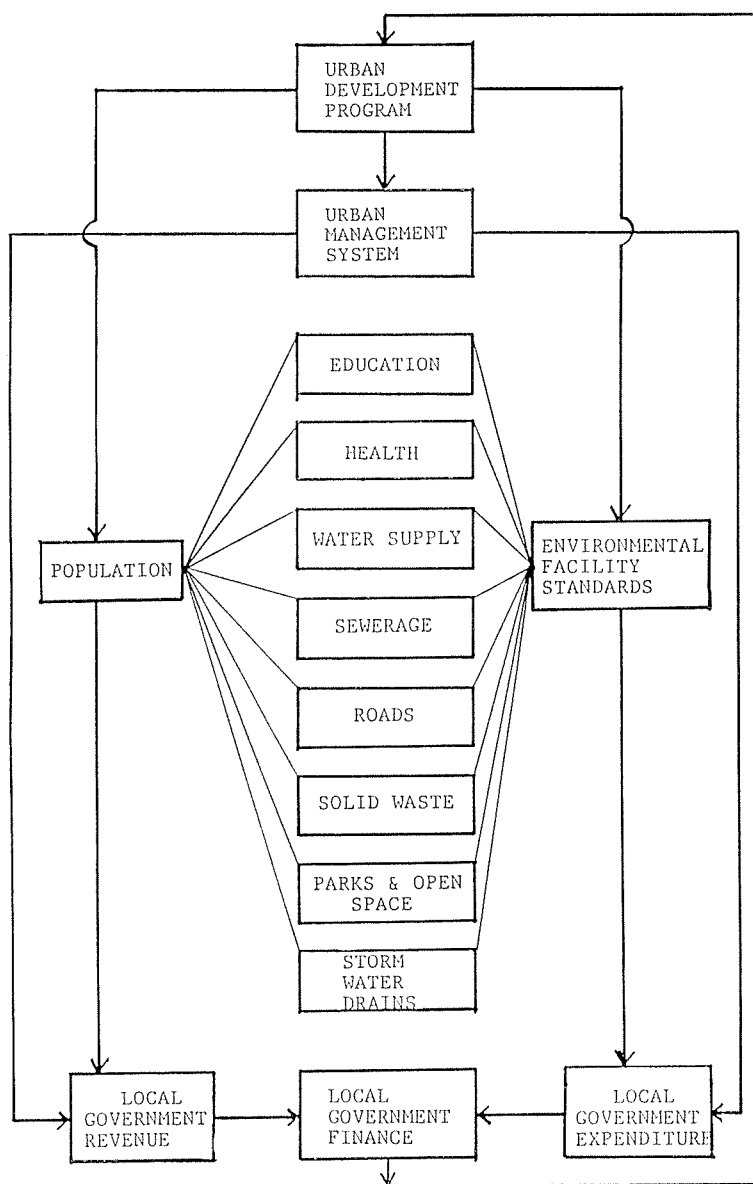 URBAN
DEVELOPMENT
PROGRAM
URBAN
MANAGEMENT
SYSTEM
EDUCATION
HEALTH
WATER SUPPLY
POPULATION
ENVIRONMENTAL
FACILITY
STANDARDS
SEWERAGE
ROADS
SOLID WASTE
PARKS & OPEN
SPACE
STORM
WATER
DRAINS
LOCAL
GOVERNMENT
REVENUE
LOCAL
GOVERNMENT
FINANCE
LOCAL
GOVERNMENT
EXPENDITURE